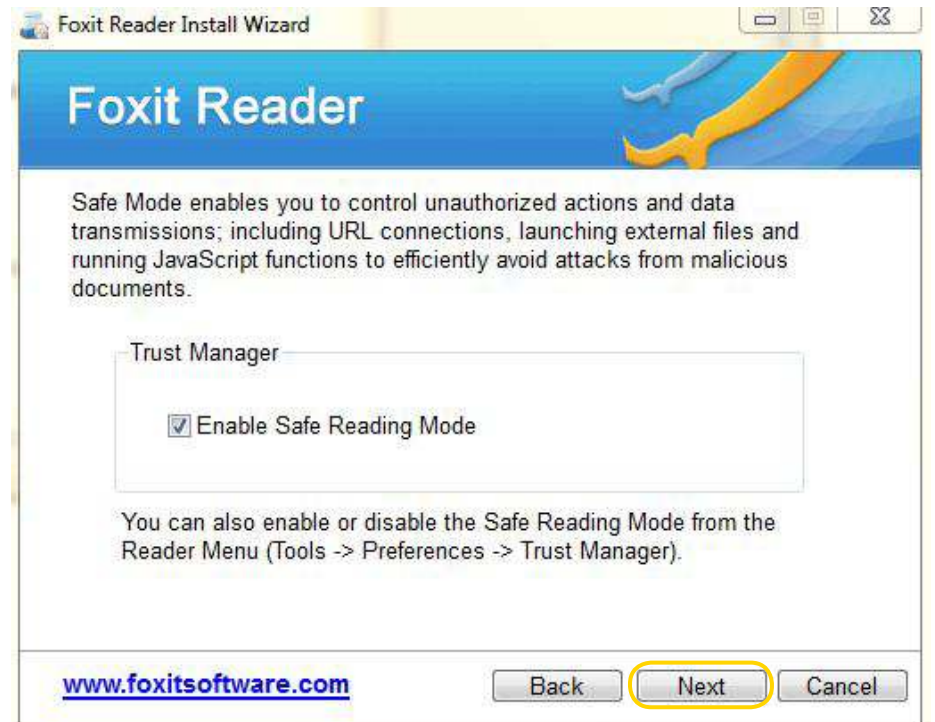 Foxit Reader Install Wizard
Foxit Reader
Safe Mode enables you to control unauthorized actions and data
transmissions; including URL connections, launching external files and
running JavaScript functions to efficiently avoid attacks from malicious
documents.
Trust Manager
Enable Safe Reading Mode
You can also enable or disable the Safe Reading Mode from the
Reader Menu (Tools -> Preferences -> Trust Manager).
www.foxitsoftware.com
Back
Next
Cancel